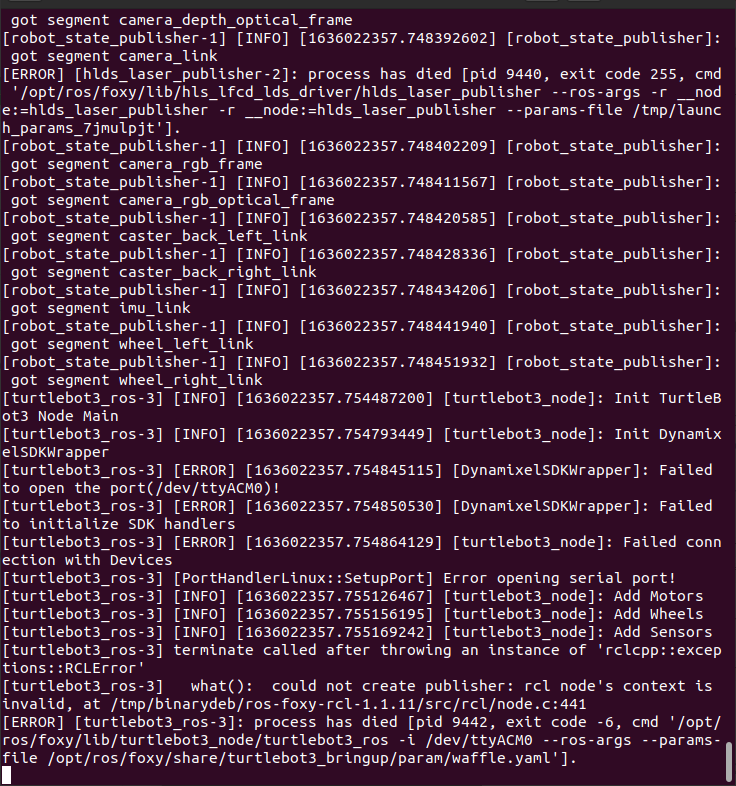 got segment camera_depth_optical_frame
[robot_state_publisher-1] [INFO] [1636022357.748392602] [robot_state_publisher]:
 got segment camera_link
[ERROR] [hlds_laser_publisher-2]: process has died [pid 9440, exit code 255, cmd
 '/opt/ros/foxy/lib/hls_lfcd_lds_driver/hlds_laser_publisher --ros-args -r __nod
e:=hlds_laser_publisher -r __node:=hlds_laser_publisher --params-file /tmp/launc
h_params_7jmulpjt'].
[robot_state_publisher-1] [INFO] [1636022357.748402209] [robot_state_publisher]:
 got segment camera_rgb_frame
[robot_state_publisher-1] [INFO] [1636022357.748411567] [robot_state_publisher]:
 got segment camera_rgb_optical_frame
[robot_state_publisher-1] [INFO] [1636022357.748420585] [robot_state_publisher]:
 got segment caster_back_left_link
[robot_state_publisher-1] [INFO] [1636022357.748428336] [robot_state_publisher]:
 got segment caster_back_right_link
[robot_state_publisher-1] [INFO] [1636022357.748434206] [robot_state_publisher]:
 got segment imu_link
[robot_state_publisher-1] [INFO] [1636022357.748441940] [robot_state_publisher]:
 got segment wheel_left_link
[robot_state_publisher-1] [INFO] [1636022357.748451932] [robot_state_publisher]:
 got segment wheel_right_link
[turtlebot3_ros-3] [INFO] [1636022357.754487200] [turtlebot3_node]: Init TurtleB
ot3 Node Main
[turtlebot3_ros-3] [INFO] [1636022357.754793449] [turtlebot3_node]: Init Dynamix
elSDKWrapper
[turtlebot3_ros-3] [ERROR] [1636022357.754845115] [DynamixelSDKWrapper]: Failed
to open the port(/dev/ttyACM0)!
[turtlebot3_ros-3] [ERROR] [1636022357.754850530] [DynamixelSDKWrapper]: Failed
to initialize SDK handlers
[turtlebot3_ros-3] [ERROR] [1636022357.754864129] [turtlebot3_node]: Failed conn
ection with Devices
[turtlebot3_ros-3] [PortHandlerLinux::SetupPort] Error opening serial port!
[turtlebot3_ros-3] [INFO] [1636022357.755126467] [turtlebot3_node]: Add Motors
[turtlebot3_ros-3] [INFO] [1636022357.755156195] [turtlebot3_node]: Add Wheels
[turtlebot3_ros-3] [INFO] [1636022357.755169242] [turtlebot3_node]: Add Sensors
[turtlebot3_ros-3] terminate called after throwing an instance of 'rclcpp::excep
tions::RCLError'
[turtlebot3_ros-3]   what():  could not create publisher: rcl node's context is
invalid, at /tmp/binarydeb/ros-foxy-rcl-1.1.11/src/rcl/node.c:441
[ERROR] [turtlebot3_ros-3]: process has died [pid 9442, exit code -6, cmd '/opt/
ros/foxy/lib/turtlebot3_node/turtlebot3_ros -i /dev/ttyACM0 --ros-args --params-
file /opt/ros/foxy/share/turtlebot3_bringup/param/waffle.yaml'].